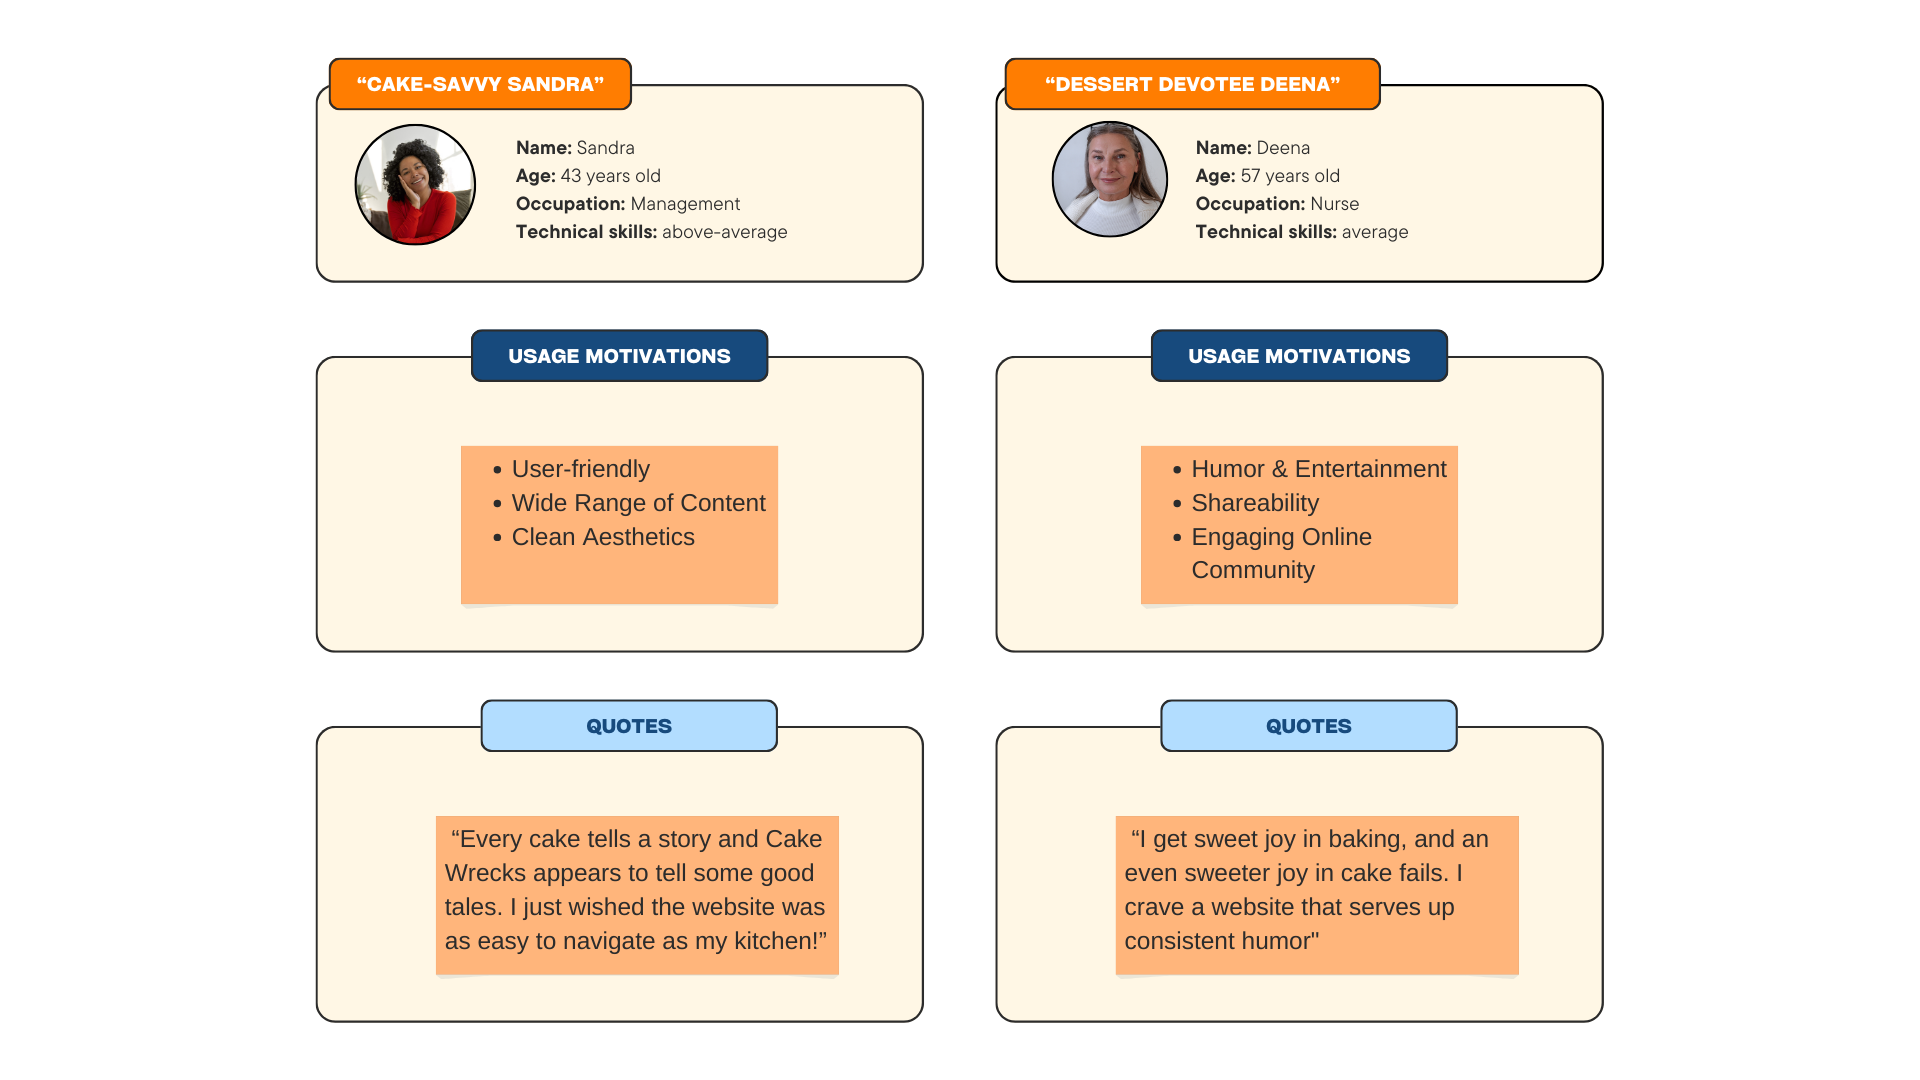 “CAKE-SAVVY SANDRA”
Name: Sandra
Age: 43 years old
Occupation: Management
Technical skills: above-average
USAGE MOTIVATIONS
• User-friendly
• Wide Range of Content
• Clean Aesthetics
QUOTES
“Every cake tells a story and Cake
Wrecks appears to tell some good
tales. I just wished the website was
as easy to navigate as my kitchen!”
“DESSERT DEVOTEE DEENA”
Name: Deena
Age: 57 years old
Occupation: Nurse
Technical skills: average
USAGE MOTIVATIONS
• Humor & Entertainment
• Shareability
• Engaging Online
Community
QUOTES
“I get sweet joy in baking, and an
even sweeter joy in cake fails. I
crave a website that serves up
consistent humor"